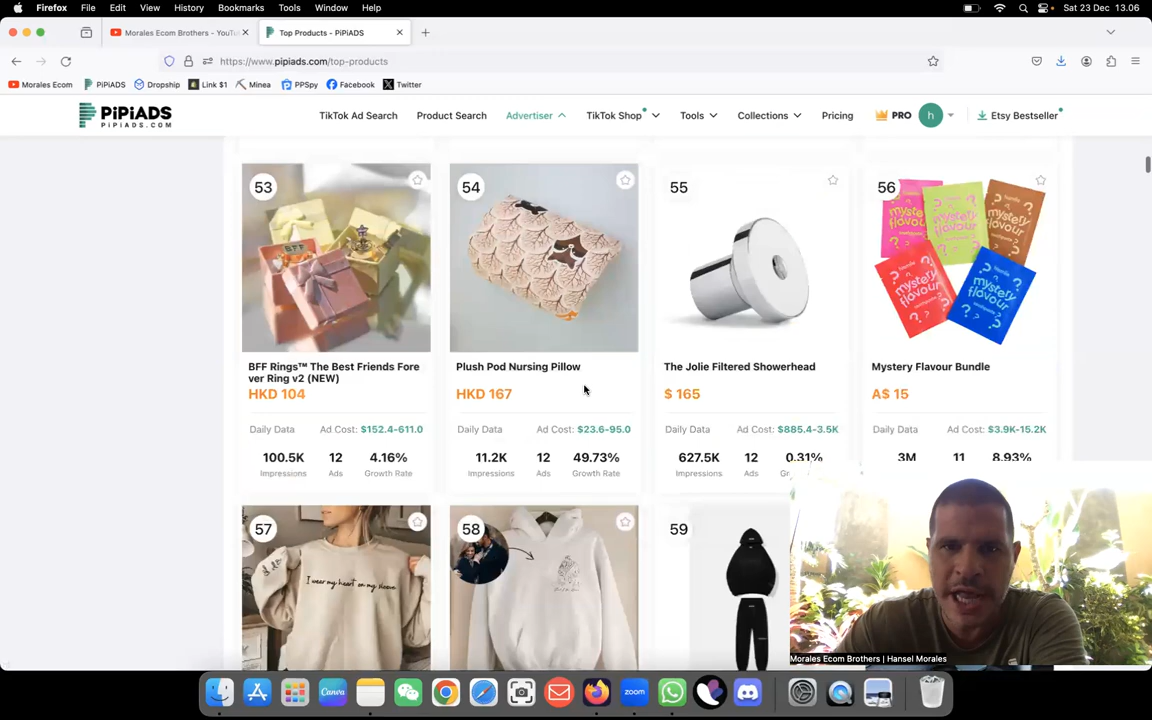 Firefox File Edit View History Bookmarks Tools Window Help Sat 23 Dec 13.06
Morales Ecom Brothers - YouTu Top Products - PiPiADS
https://www.pipiads.com/top-products
Morales Ecom PiPiADS Dropship Link $1 Minea PPSpy Facebook Twitter
PiPiADS TikTok Ad Search Product Search Advertiser TikTok Shop Tools Collections Pricing PRO h Etsy Bestseller
PIPIADS.COM
53 54 55 56
BFF
mystery flavour
mystery flavour
BFF Rings™ The Best Friends Fore Plush Pod Nursing Pillow The Jolie Filtered Showerhead Mystery Flavour Bundle
ver Ring v2 (NEW)
HKD 104 HKD 167 $ 165 A$ 15
Daily Data Ad Cost: $152.4-611.0 Daily Data Ad Cost: $23.6-95.0 Daily Data Ad Cost: $885.4-3.5K Daily Data Ad Cost: $3.9K-15.2K
100.5K 12 4.16% 11.2K 12 49.73% 627.5K 12 0.31% 3M 11 8.93%
Impressions Ads Growth Rate Impressions Ads Growth Rate Impressions Ads
57 58 59
I wear my heart on my sleeve
Morales Ecom Brothers | Hansel Morales
Canva zoom